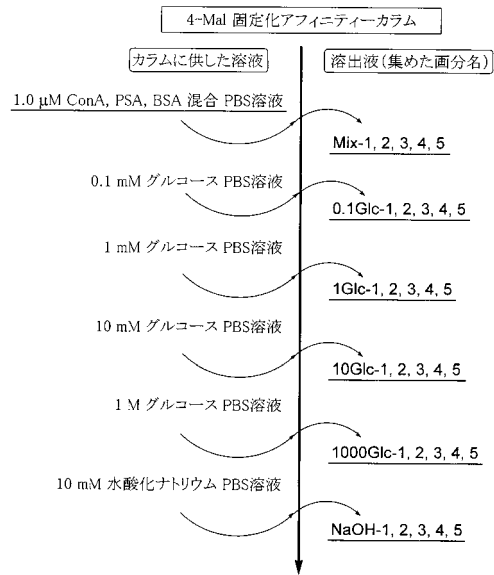 4-Mal 固定化アフィニティーカラム
カラムに供した溶液
溶出液(集めた画分名)
1.0 μM ConA, PSA, BSA 混合 PBS溶液
Mix-1, 2, 3, 4, 5
0.1 mM グルコース PBS溶液
0.1Glc-1, 2, 3, 4, 5
1 mM グルコース PBS溶液
1Glc-1, 2, 3, 4, 5
10 mM グルコース PBS溶液
10Glc-1, 2, 3, 4, 5
1 M グルコース PBS溶液
1000Glc-1, 2, 3, 4, 5
10 mM 水酸化ナトリウム PBS溶液
NaOH-1, 2, 3, 4, 5